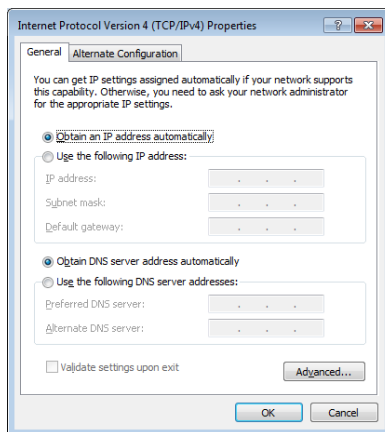 Internet Protocol Version 4 (TCP/IPv4) Properties
General
Alternate Configuration
You can get IP settings assigned automatically if your network supports
this capability. Otherwise, you need to ask your network administrator
for the appropriate IP settings.
Obtain an IP address automatically
Use the following IP address:
IP address:
Subnet mask:
Default gateway:
Obtain DNS server address automatically
Use the following DNS server addresses:
Preferred DNS server:
Alternate DNS server:
Validate settings upon exit
Advanced...
OK
Cancel